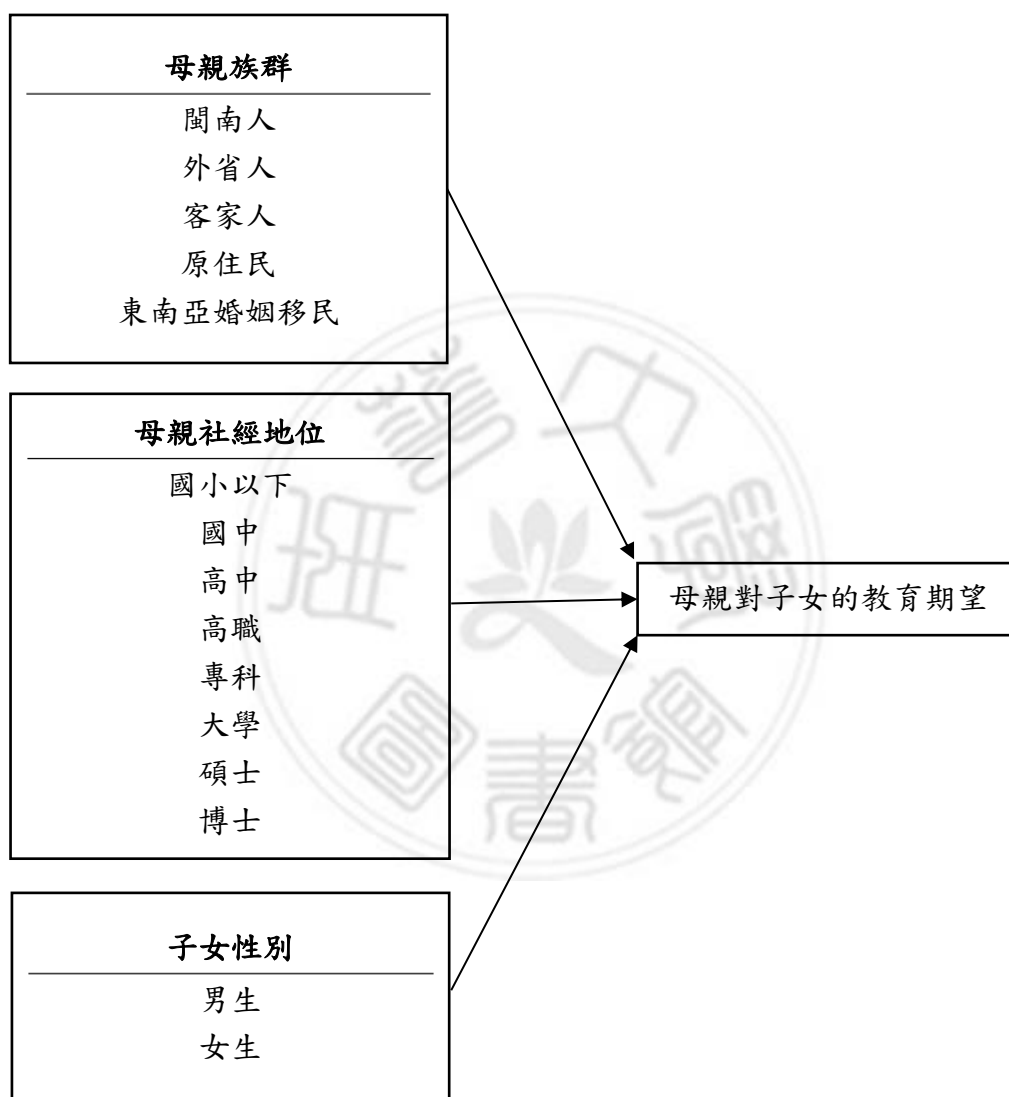 母親族群
閩南人
外省人
客家人
原住民
東南亞婚姻移民
母親社經地位
國小以下
國中
高中
高職
專科
大學
碩士
博士
母親對子女的教育期望
子女性別
男生
女生